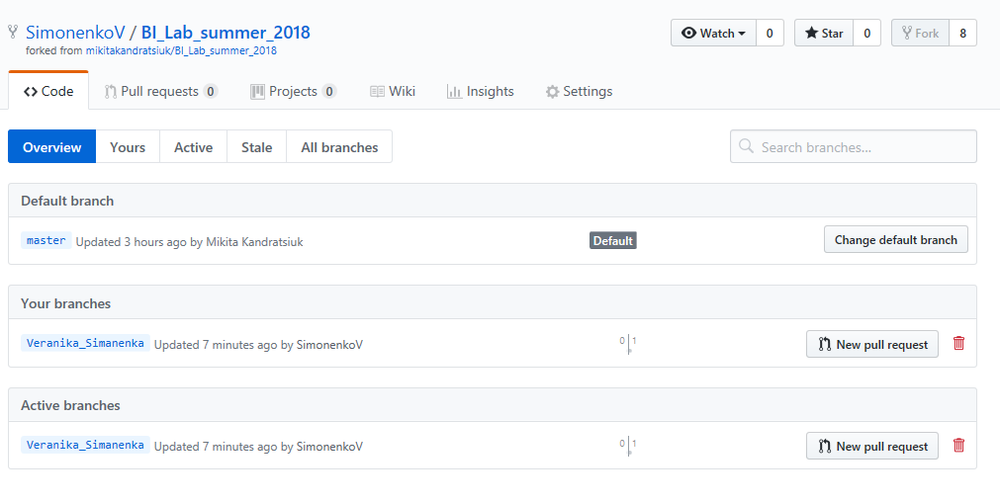 SimonenkoV / BI_Lab_summer_2018
forked from mikitakandratsiuk/BI_Lab_summer_2018
Watch 0 Star 0 Fork 8
Code Pull requests 0 Projects 0 Wiki Insights Settings
Overview Yours Active Stale All branches Search branches...
Default branch
master Updated 3 hours ago by Mikita Kandratsiuk Default Change default branch
Your branches
Veranika_Simanenka Updated 7 minutes ago by SimonenkoV 0 1 New pull request
Active branches
Veranika_Simanenka Updated 7 minutes ago by SimonenkoV 0 1 New pull request